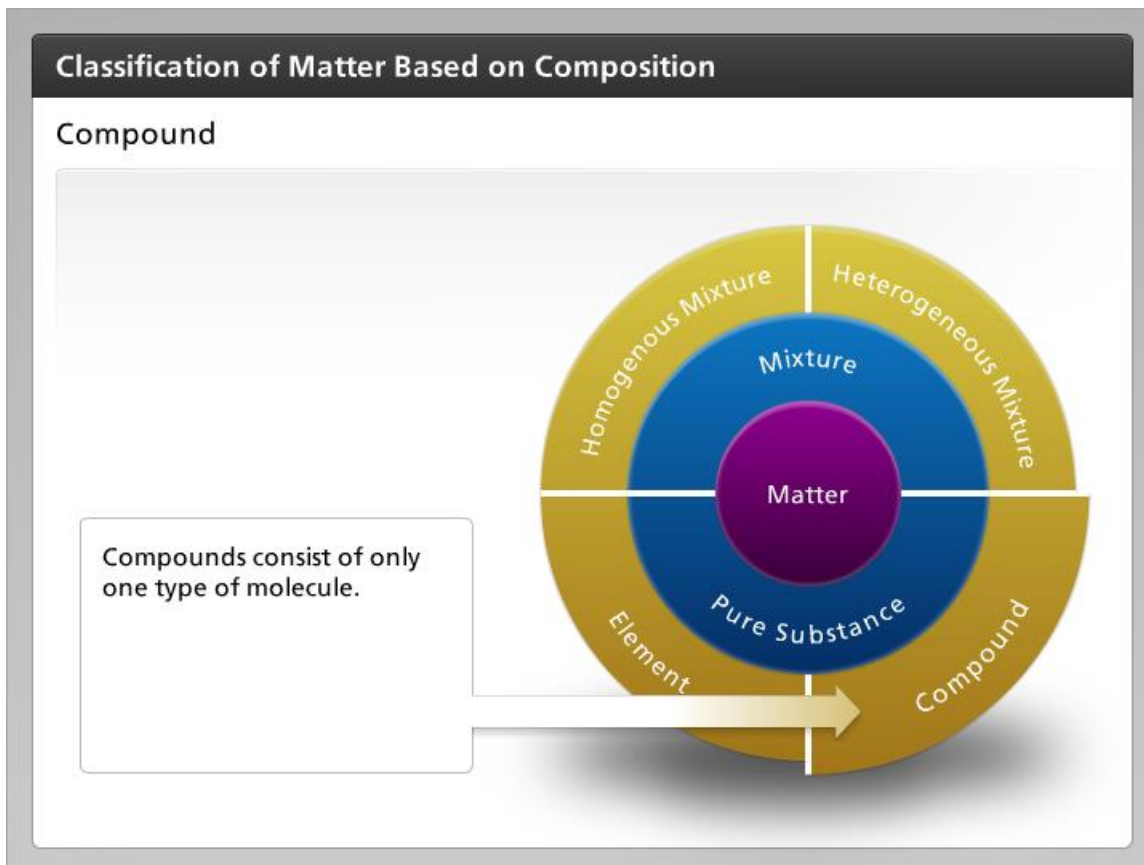 Classification of Matter Based on Composition
Compound
Homogenous Mixture
Heterogeneous Mixture
Mixture
Matter
Compounds consist of only
one type of molecule.
Pure Substance
Element
Compound